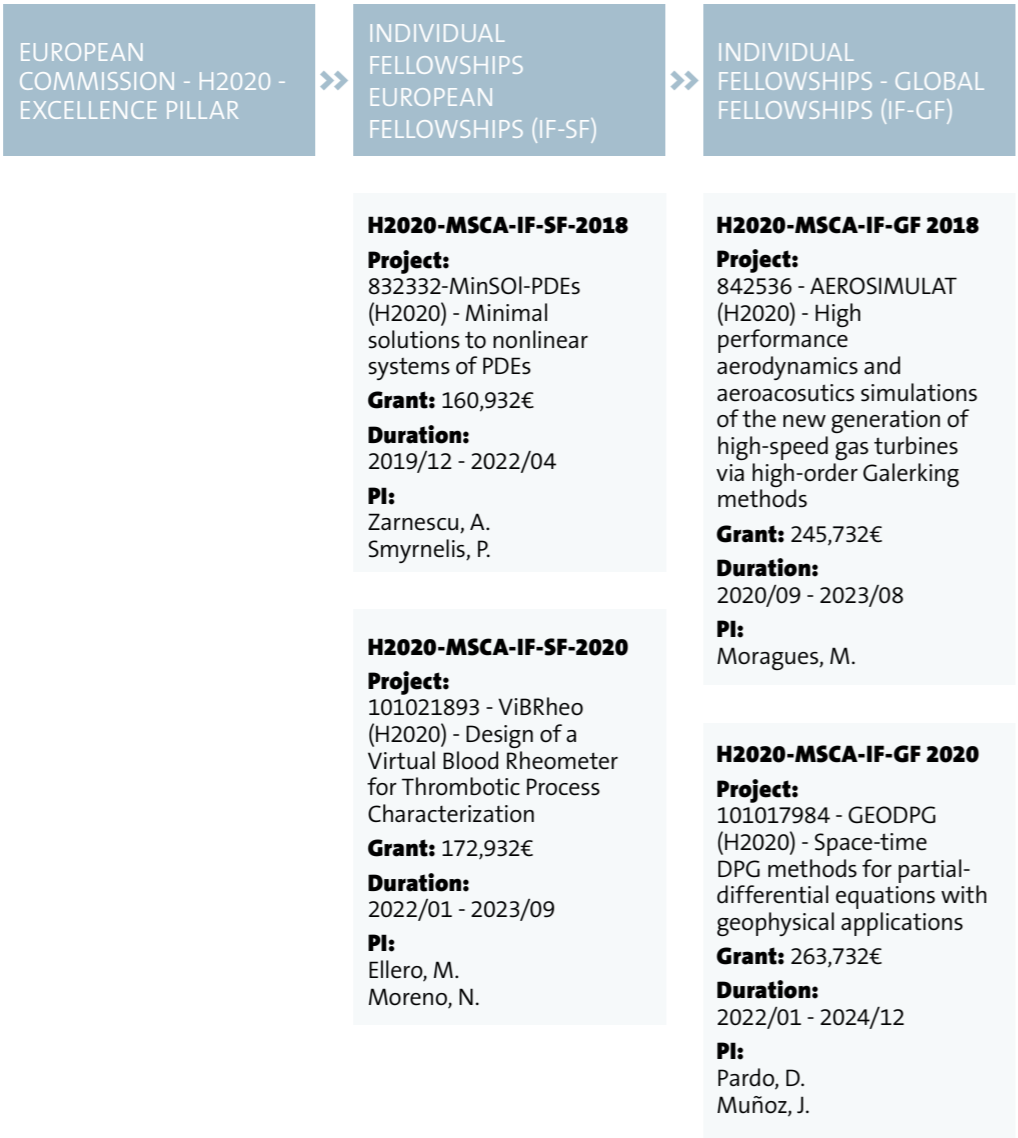 EUROPEAN
COMMISSION - H2020 -
EXCELLENCE PILLAR
INDIVIDUAL
FELLOWSHIPS
EUROPEAN
FELLOWSHIPS (IF-SF)
INDIVIDUAL
FELLOWSHIPS - GLOBAL
FELLOWSHIPS (IF-GF)
H2020-MSCA-IF-SF-2018
Project:
832332-MinSOl-PDEs
(H2020) - Minimal
solutions to nonlinear
systems of PDEs
Grant: 160,932€
Duration:
2019/12 - 2022/04
PI:
Zarnescu, A.
Smyrnelis, P.
H2020-MSCA-IF-SF-2020
Project:
101021893 - ViBRheo
(H2020) - Design of a
Virtual Blood Rheometer
for Thrombotic Process
Characterization
Grant: 172,932€
Duration:
2022/01 - 2023/09
PI:
Ellero, M.
Moreno, N.
H2020-MSCA-IF-GF 2018
Project:
842536 - AEROSIMULAT
(H2020) - High
performance
aerodynamics and
aeroacosutics simulations
of the new generation of
high-speed gas turbines
via high-order Galerking
methods
Grant: 245,732€
Duration:
2020/09 - 2023/08
PI:
Moragues, M.
H2020-MSCA-IF-GF 2020
Project:
101017984 - GEODPG
(H2020) - Space-time
DPG methods for partial-
differential equations with
geophysical applications
Grant: 263,732€
Duration:
2022/01 - 2024/12
PI:
Pardo, D.
Muñoz, J.